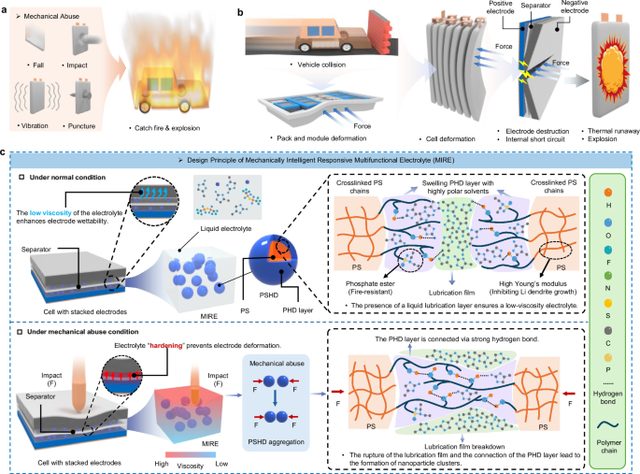 a
➤ Mechanical Abuse
• Fall
• Impact
• Vibration
• Puncture
• Catch fire & explosion
b
• Vehicle collision
Force
• Pack and module deformation
Force
• Cell deformation
Positive electrode
Separator
Negative electrode
Force
• Electrode destruction
• Internal short circuit
• Thermal runaway
• Explosion
c
➤ Design Principle of Mechanically Intelligent Responsive Multifunctional Electrolyte (MIRE)
Under normal condition
The low viscosity of the electrolyte
enhances electrode wettability.
Separator
Cell with stacked electrodes
Liquid electrolyte
MIRE
PSHD
PS
PHD layer
Crosslinked PS
chains
Swelling PHD layer with
highly polar solvents
Crosslinked PS
chains
PS
PS
Phosphate ester
(Fire-resistant)
Lubrication film
High Young's modulus
(Inhibiting Li dendrite growth)
• The presence of a liquid lubrication layer ensures a low-viscosity electrolyte.
Under mechanical abuse condition
Electrolyte "hardening" prevents electrode deformation.
Impact
(F)
Separator
Cell with stacked electrodes
Impact
(F)
MIRE
High
Viscosity
Low
Mechanical abuse
F
F
F
F
PSHD aggregation
The PHD layer is connected via strong hydrogen bond.
F
PS
PS
F
Lubrication film breakdown
• The rupture of the lubrication film and the connection of the PHD layer lead to
the formation of nanoparticle clusters.
H
O
F
N
S
C
P
Hydrogen
bond
Polymer
chain